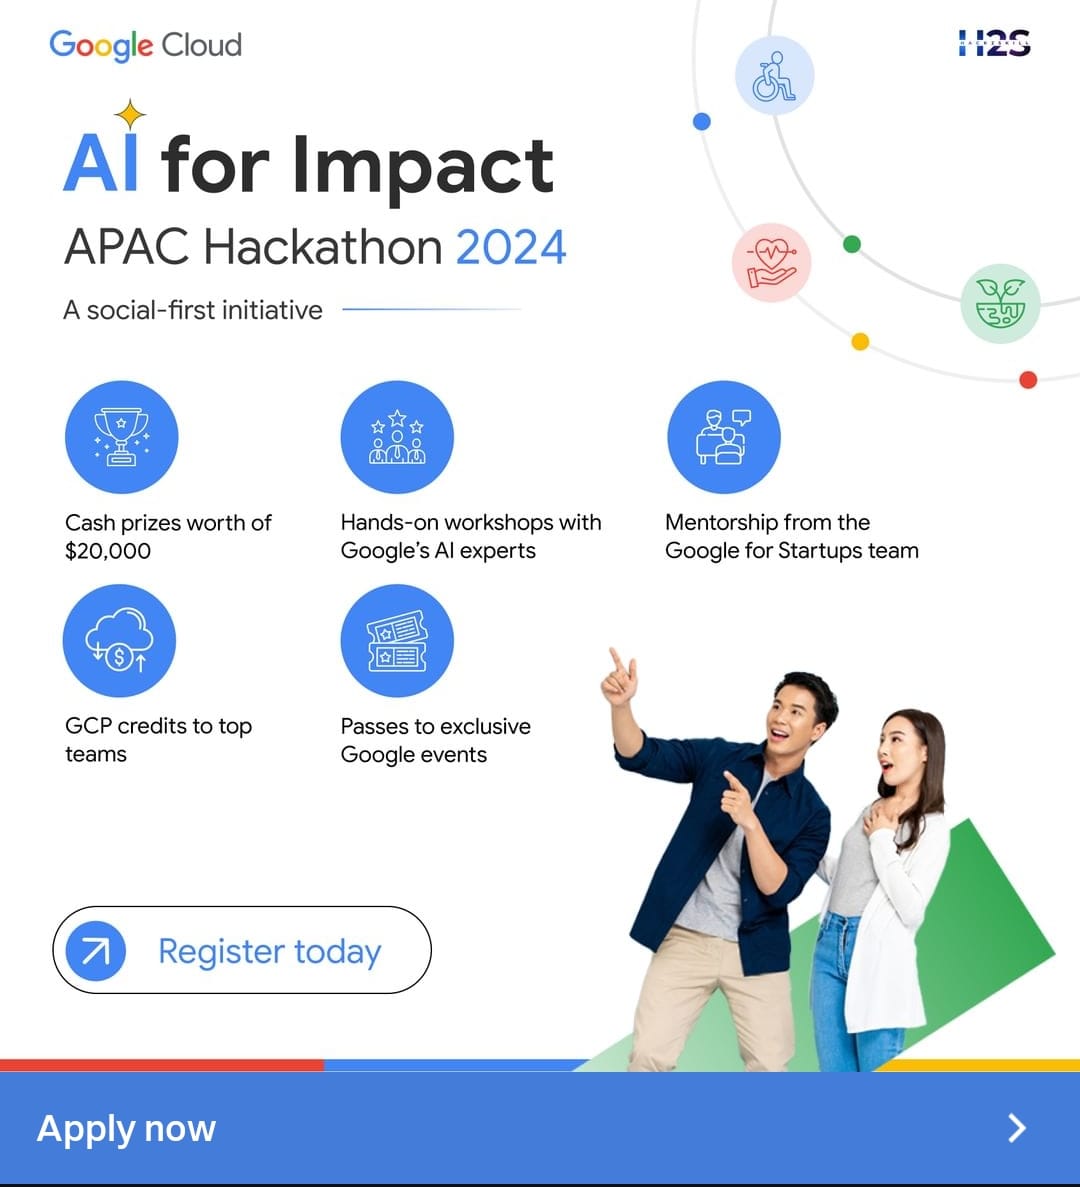 Google Cloud
H2S
HACK2SKILL
AI for Impact
APAC Hackathon 2024
A social-first initiative
Cash prizes worth of
$20,000
Hands-on workshops with
Google’s AI experts
Mentorship from the
Google for Startups team
GCP credits to top
teams
Passes to exclusive
Google events
Register today
Apply now